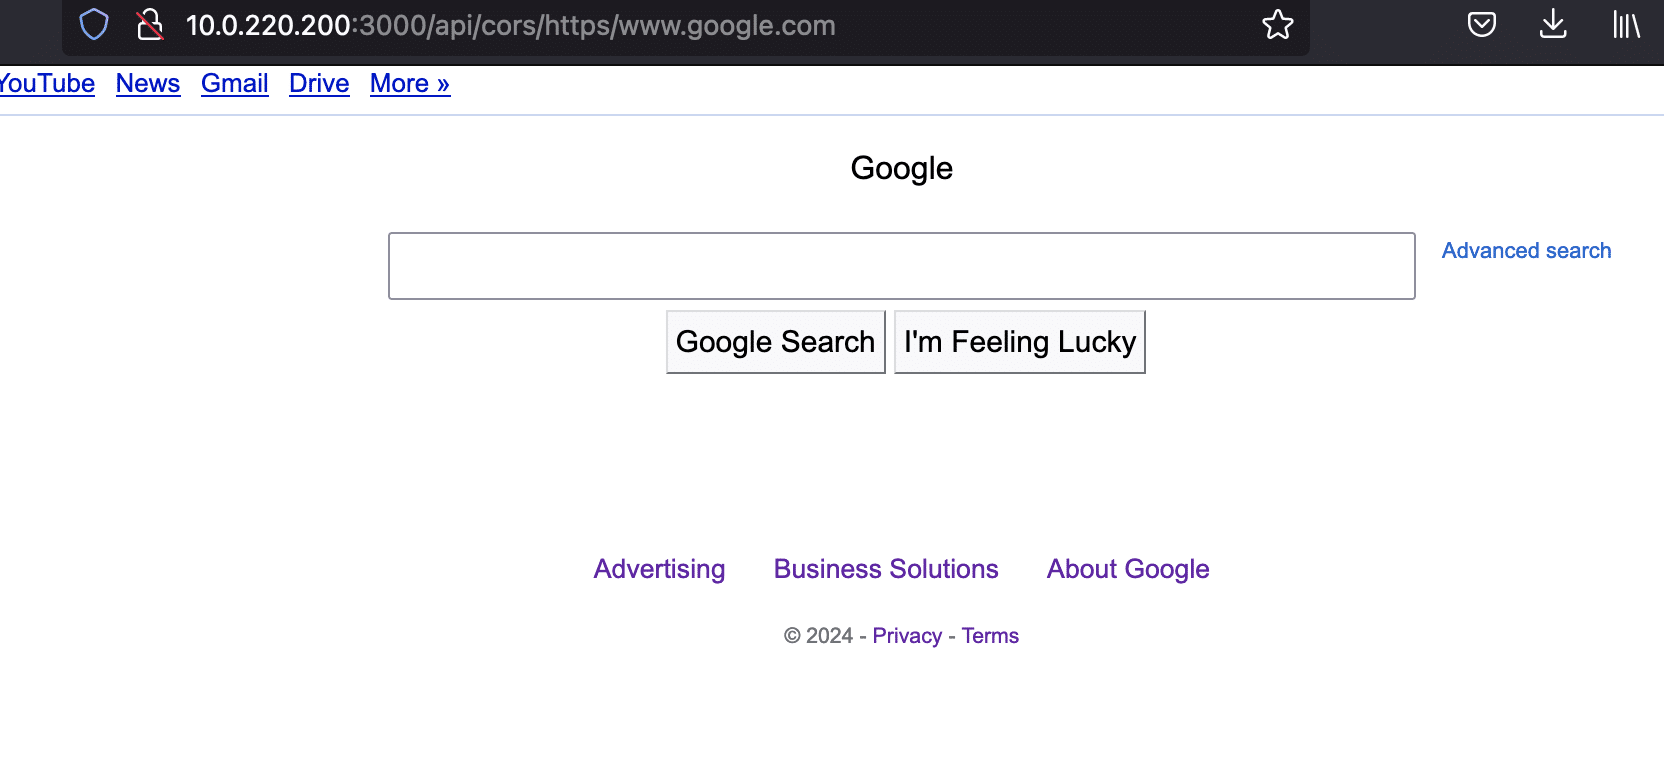 10.0.220.200:3000/api/cors/https/www.google.com
YouTube News Gmail Drive More »
Google
Advanced search
Google Search I'm Feeling Lucky
Advertising Business Solutions About Google
© 2024 - Privacy - Terms